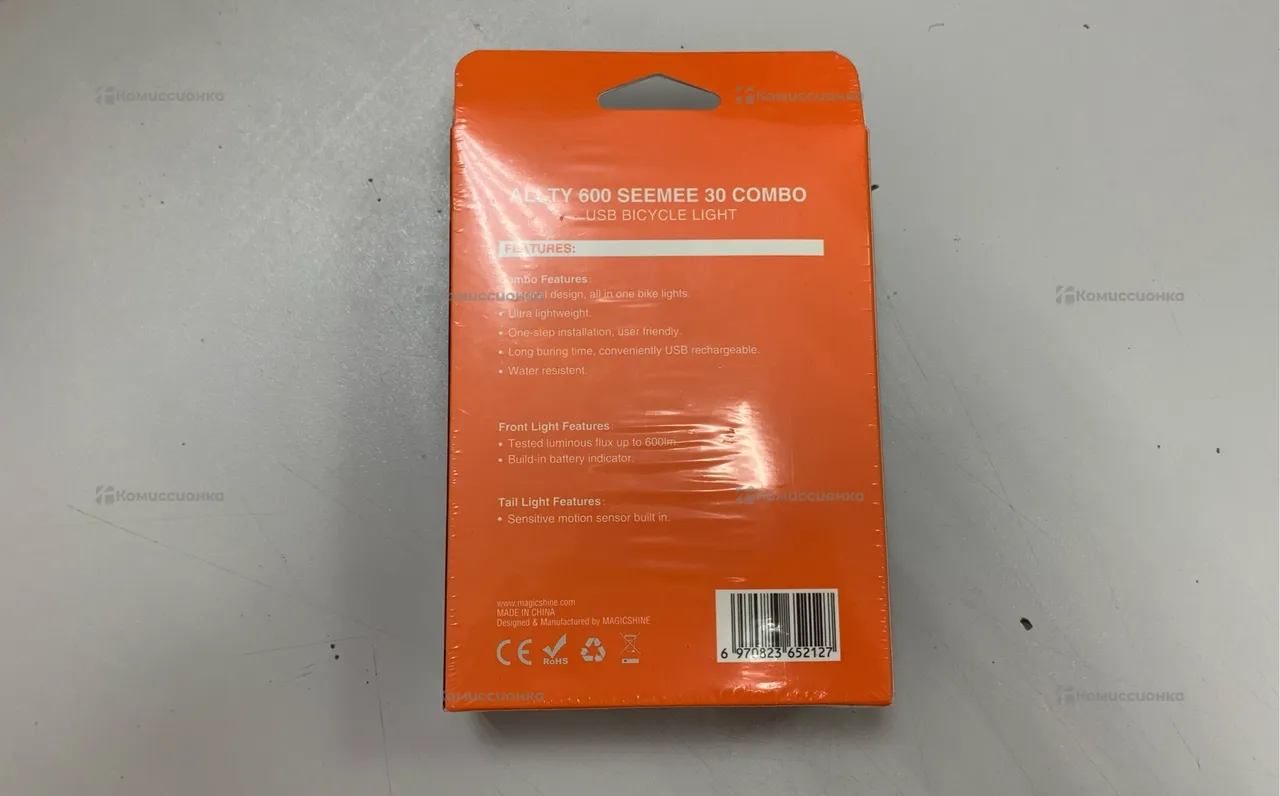 Комиссионка
Комиссионка
ALLTY 600 SEEMEE 30 COMBO
USB BICYCLE LIGHT
FEATURES:
Combo Features:
design, all in one bike lights.
Комиссионка
Комиссионка
• Ultra lightweight.
• One-step installation, user friendly.
• Long buring time, conveniently USB rechargeable.
• Water resistent.
Front Light Features:
• Tested luminous flux up to 600lm.
• Build-in battery indicator.
Комиссионка
Комиссионка
Tail Light Features:
• Sensitive motion sensor built in.
www.magicshine.com
MADE IN CHINA
Designed & Manufactured by MAGICSHINE
CE RoHS
6 970823 652127
Комиссионка
Комиссионка